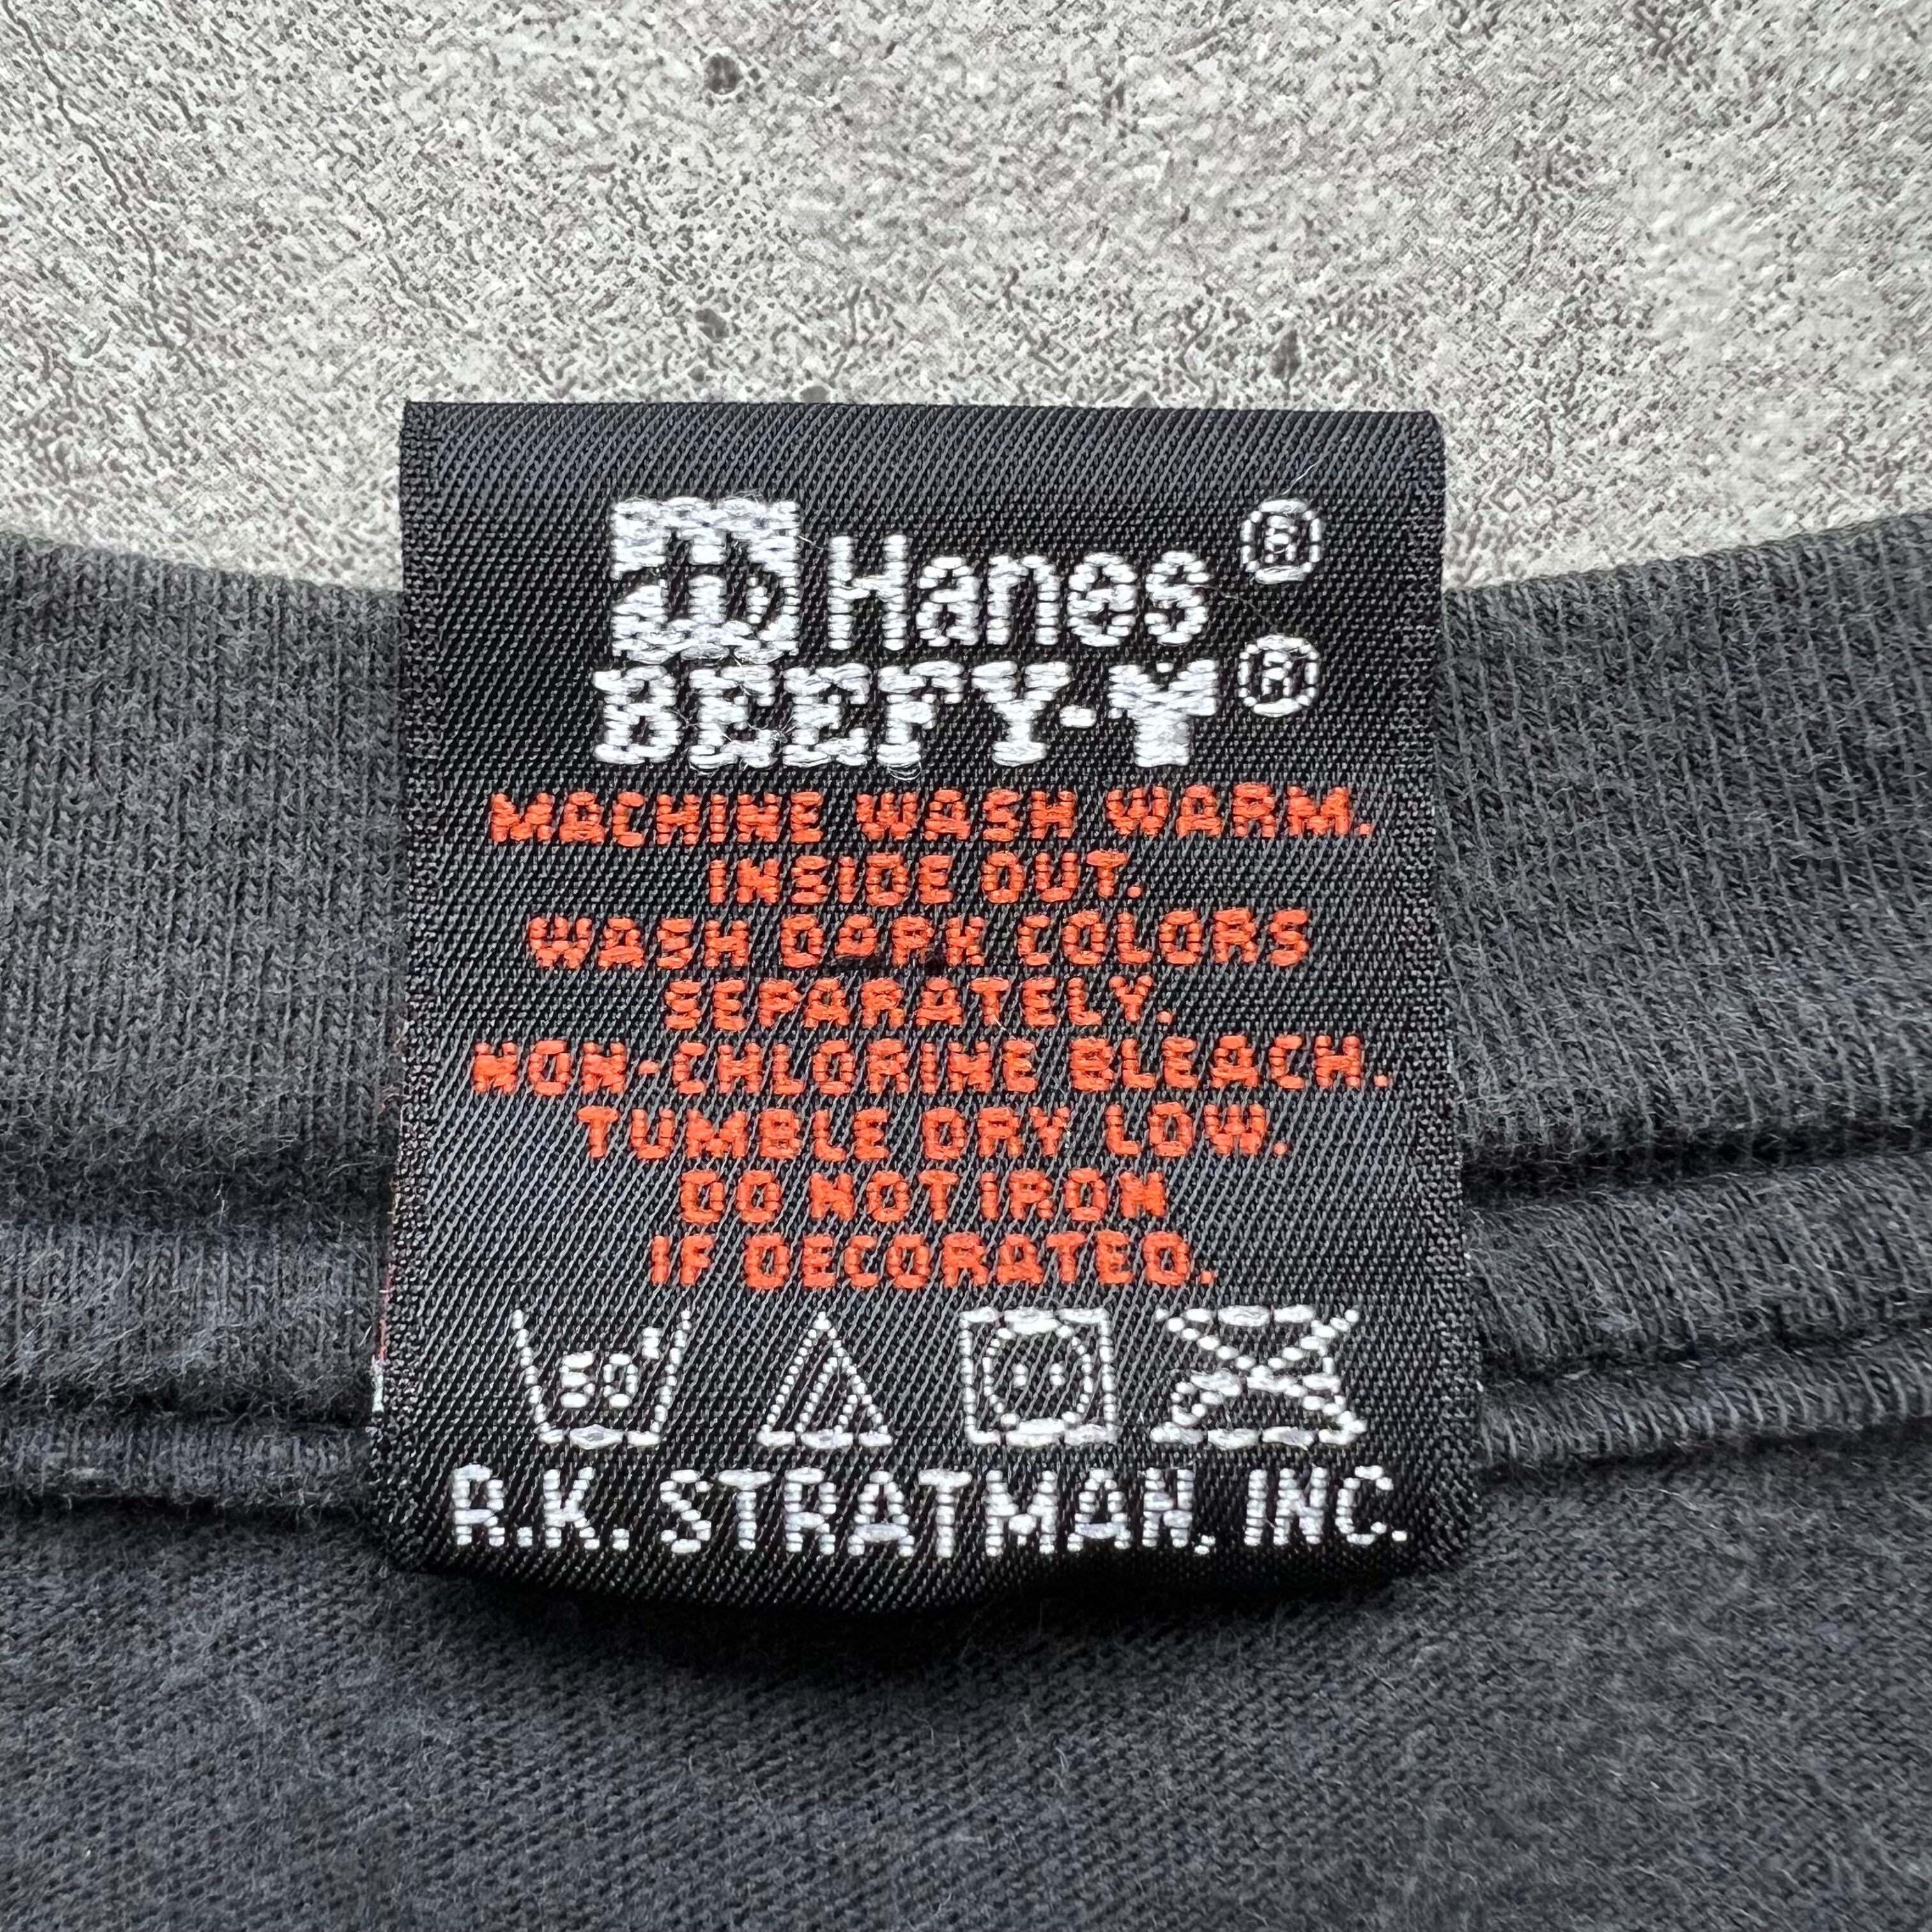 Hanes®
BEEFY-T®
MACHINE WASH WARM.
INSIDE OUT.
WASH DARK COLORS
SEPARATELY.
NON-CHLORINE BLEACH.
TUMBLE DRY LOW.
DO NOT IRON
IF DECORATED.
50°
R.K. STRATMAN, INC.